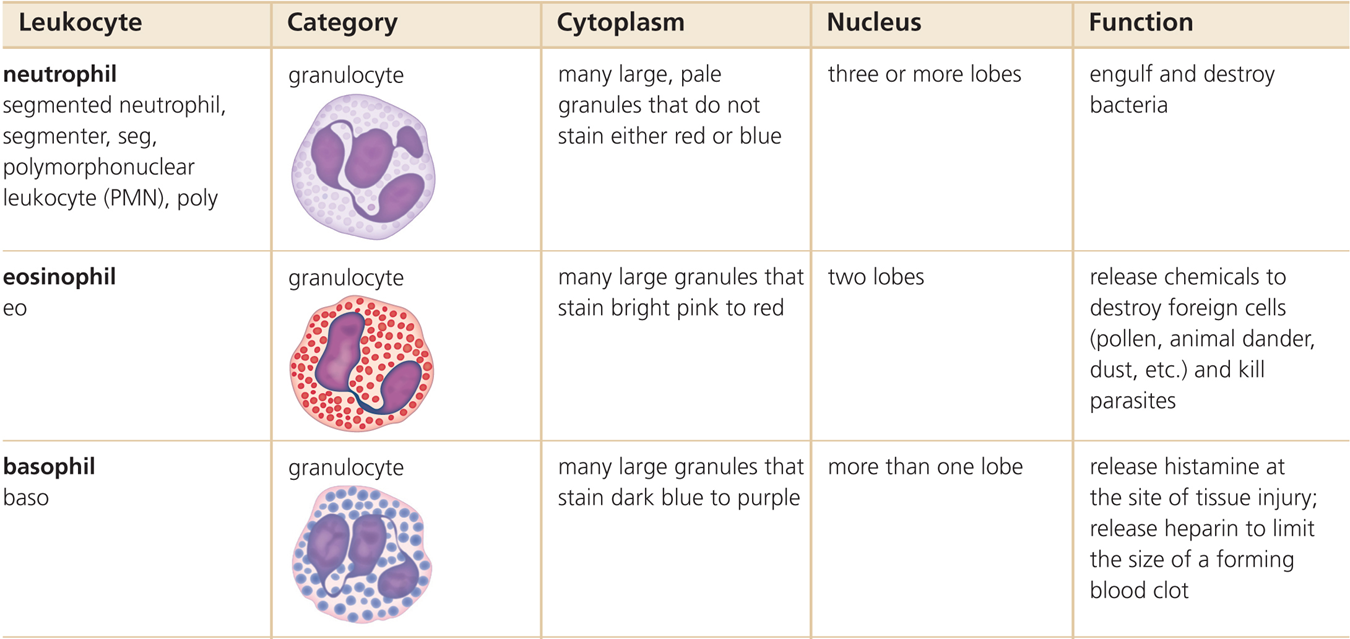 Leukocyte Category Cytoplasm Nucleus Function
neutrophil
segmented neutrophil,
segmenter, seg,
polymorphonuclear
leukocyte (PMN), poly
granulocyte
many large, pale
granules that do not
stain either red or blue
three or more lobes
engulf and destroy
bacteria
eosinophil
eo
granulocyte
many large granules that
stain bright pink to red
two lobes
release chemicals to
destroy foreign cells
(pollen, animal dander,
dust, etc.) and kill
parasites
basophil
baso
granulocyte
many large granules that
stain dark blue to purple
more than one lobe
release histamine at
the site of tissue injury;
release heparin to limit
the size of a forming
blood clot